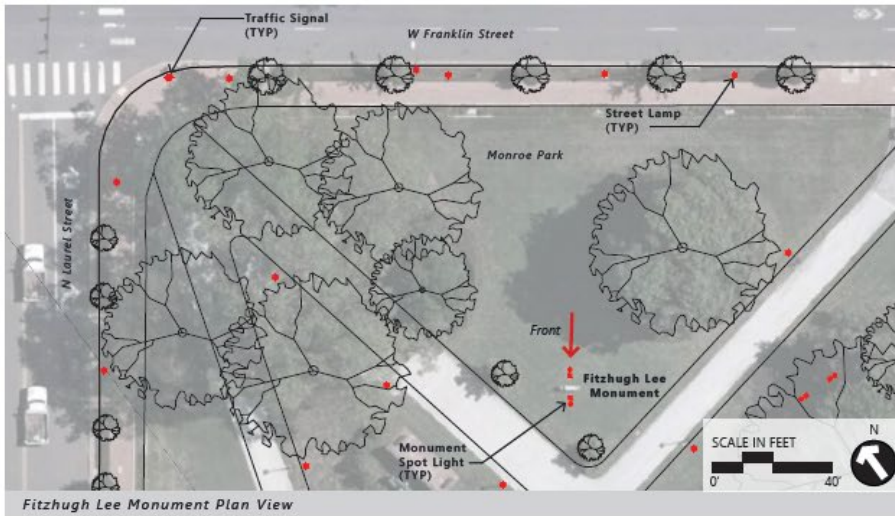 Traffic Signal
(TYP)
W Franklin Street
Street Lamp
(TYP)
Monroe Park
N Laurel Street
Front
Fitzhugh Lee
Monument
Monument
Spot Light
(TYP)
SCALE IN FEET
0'
40'
N
Fitzhugh Lee Monument Plan View